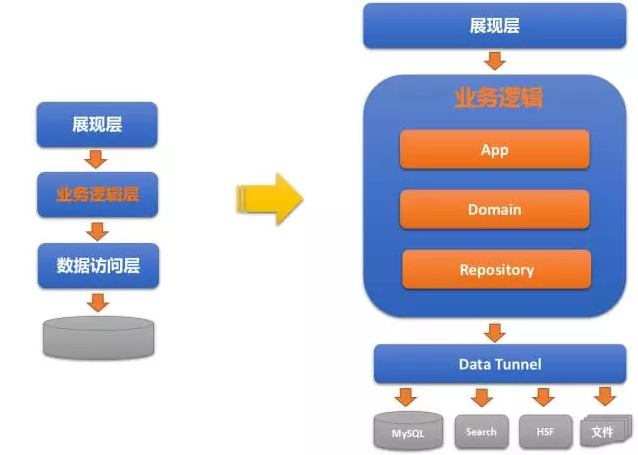 展现层
业务逻辑层
数据访问层
展现层
业务逻辑
App
Domain
Repository
Data Tunnel
MySQL
Search
HSF
文件